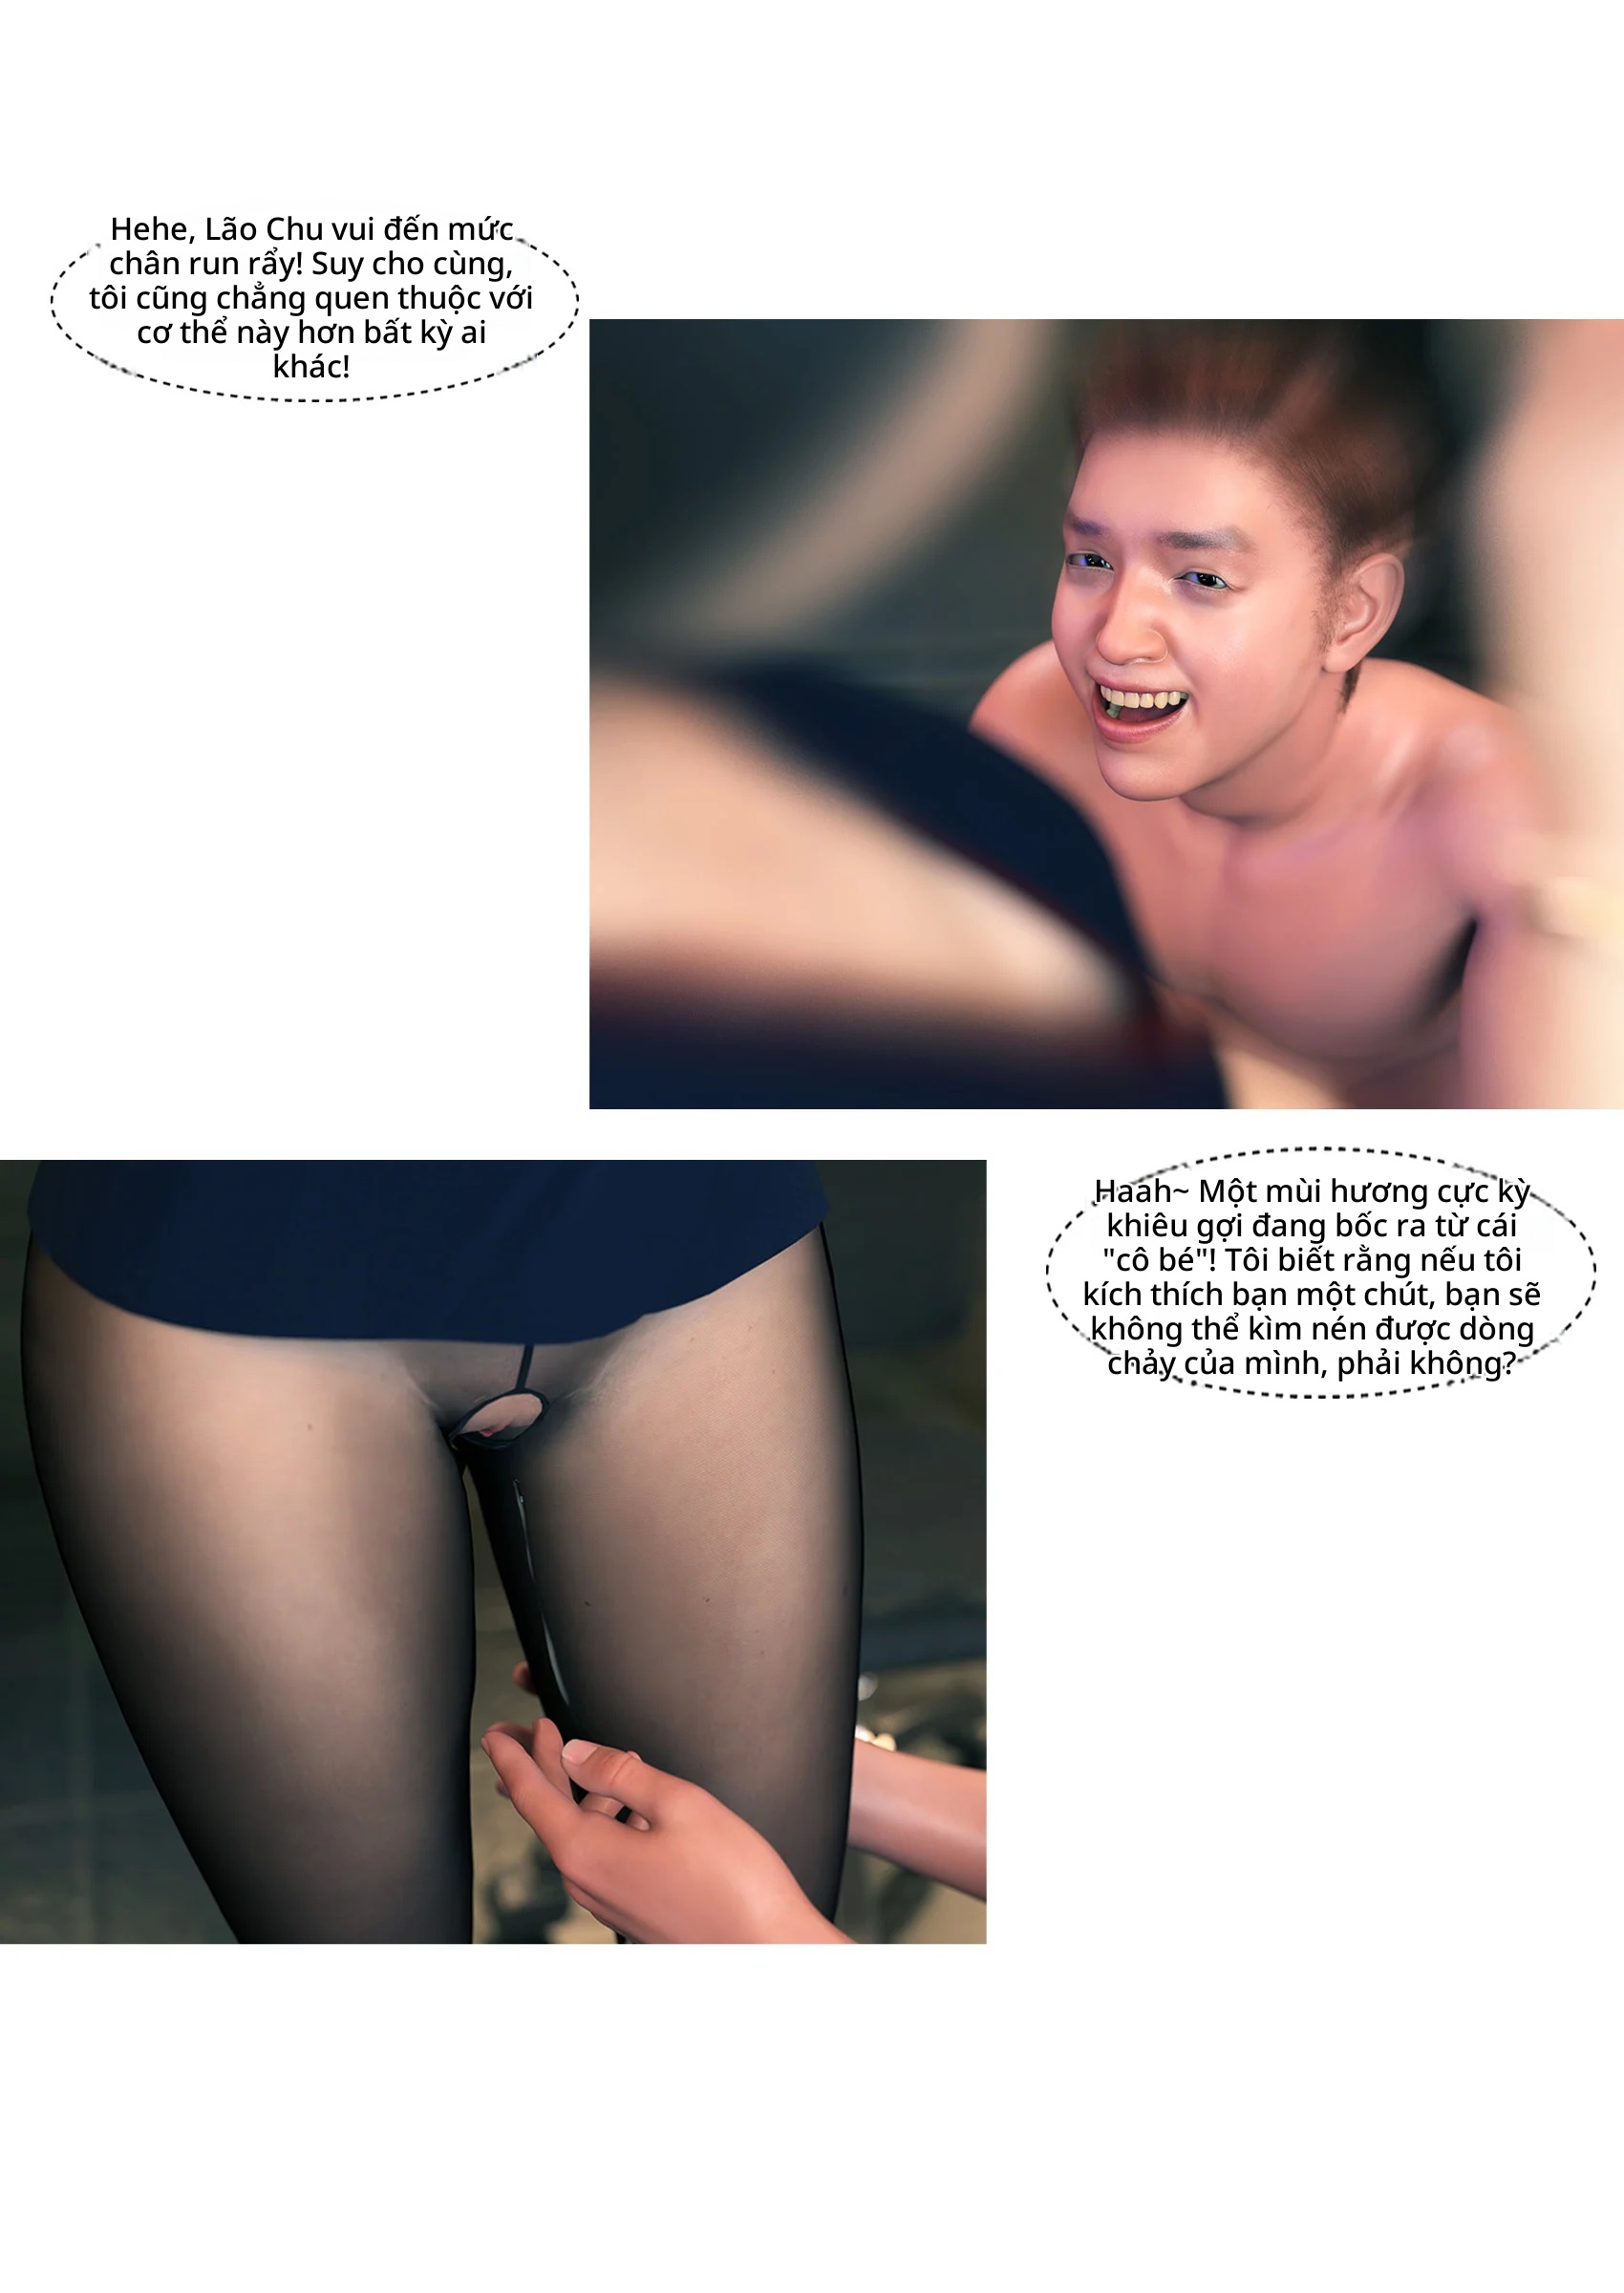 Hehe, Lão Chu vui đến mức
chân run rẩy! Suy cho cùng,
tôi cũng chẳng quen thuộc với
cơ thể này hơn bất kỳ ai
khác!
Haah~ Một mùi hương cực kỳ
khiêu gợi đang bốc ra từ cái
"cô bé"! Tôi biết rằng nếu tôi
kích thích bạn một chút, bạn sẽ
không thể kìm nén được dòng
chảy của mình, phải không?